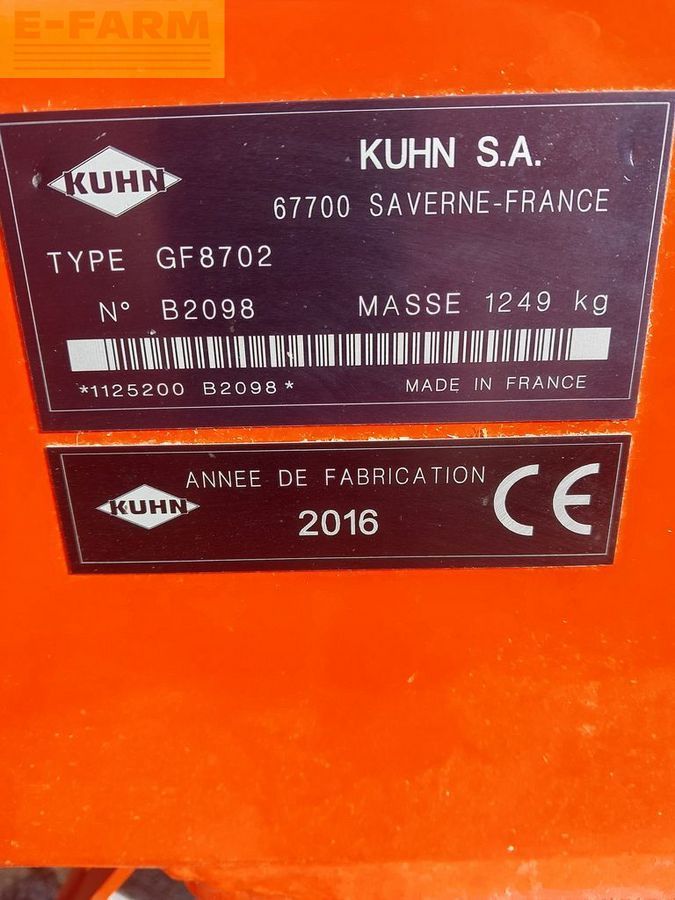 E-FARM
KUHN
KUHN S.A.
67700 SAVERNE-FRANCE
TYPE GF8702
N° B2098 MASSE 1249 kg
*1125200 B2098* MADE IN FRANCE
KUHN
ANNEE DE FABRICATION
2016
CE